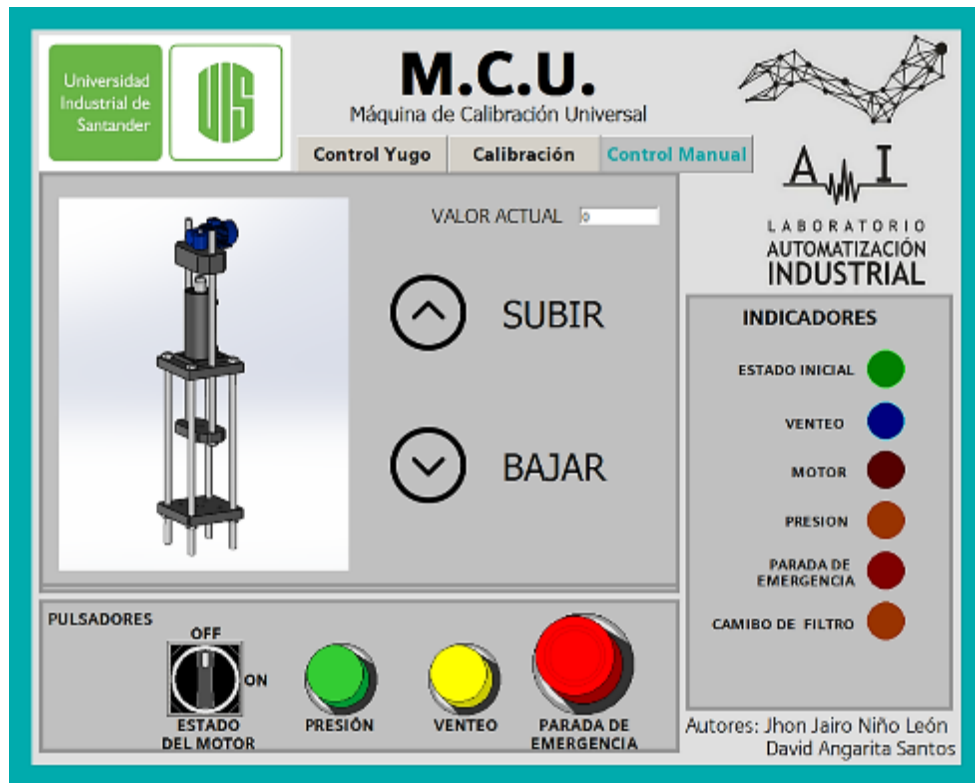 Universidad
Industrial de
Santander
UIS
M.C.U.
Máquina de Calibración Universal
Control Yugo
Calibración
Control Manual
A I
LABORATORIO
AUTOMATIZACIÓN
INDUSTRIAL
VALOR ACTUAL 0
SUBIR
BAJAR
INDICADORES
ESTADO INICIAL
VENTEO
MOTOR
PRESION
PARADA DE
EMERGENCIA
CAMIBO DE FILTRO
PULSADORES
OFF
ON
ESTADO
DEL MOTOR
PRESIÓN
VENTEO
PARADA DE
EMERGENCIA
Autores: Jhon Jairo Niño León
David Angarita Santos